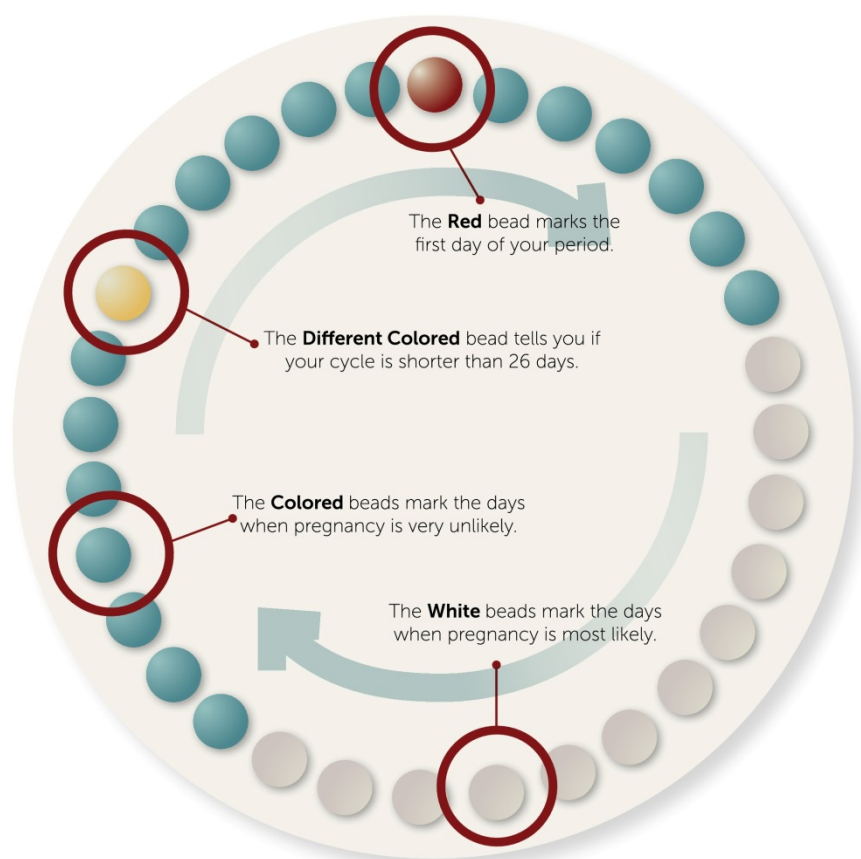 The Red bead marks the
first day of your period.
The Different Colored bead tells you if
your cycle is shorter than 26 days.
The Colored beads mark the days
when pregnancy is very unlikely.
The White beads mark the days
when pregnancy is most likely.